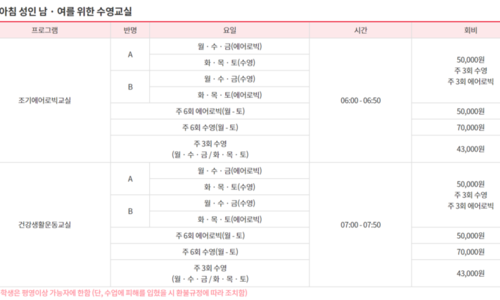 아침 성인 남・여를 위한 수영교실
프로그램 반명 요일 시간 회비
조기에어로빅교실 A 월・수・금(에어로빅) 06:00 - 06:50 50,000원
주 3회 수영
주 3회 에어로빅
화・목・토(수영)
B 월・수・금(수영)
화・목・토(에어로빅)
주 6회 에어로빅(월 - 토) 50,000원
주 6회 수영(월 - 토) 70,000원
주 3회 수영
(월・수・금 / 화・목・토) 43,000원
건강생활운동교실 A 월・수・금(에어로빅) 07:00 - 07:50 50,000원
주 3회 수영
주 3회 에어로빅
화・목・토(수영)
B 월・수・금(수영)
화・목・토(에어로빅)
주 6회 에어로빅(월 - 토) 50,000원
주 6회 수영(월 - 토) 70,000원
주 3회 수영
(월・수・금 / 화・목・토) 43,000원
학생은 평영이상 가능자에 한함 (단, 수업에 피해를 입혔을 시 환불규정에 따라 조치함)